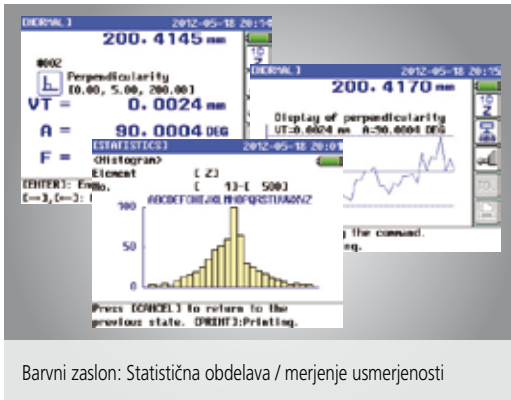 [NORMAL] 2012-05-18 20:14
200.4145 mm
#002
Perpendicularity
[0.00, 5.00, 200.00]
VT = 0.0024 mm
A = 90.0004 DEG
F =
[ENTER]:
[NORMAL] 2012-05-18 20:15
200.4170 mm
Display of perpendicularity
VT=0.0024 mm A=90.0004 DEG
the command.
ng.
[STATISTICS] 2012-05-18 20:01
<Histogram>
Element [ Z]
No. [ 1]-[ 500]
ABCDEFGHIJKLMNOPQRSTUVWXYZ
100
50
0
Press [CANCEL] to return to the
previous state. [PRINT]:Printing.
Barvni zaslon: Statistična obdelava / merjenje usmerjenosti